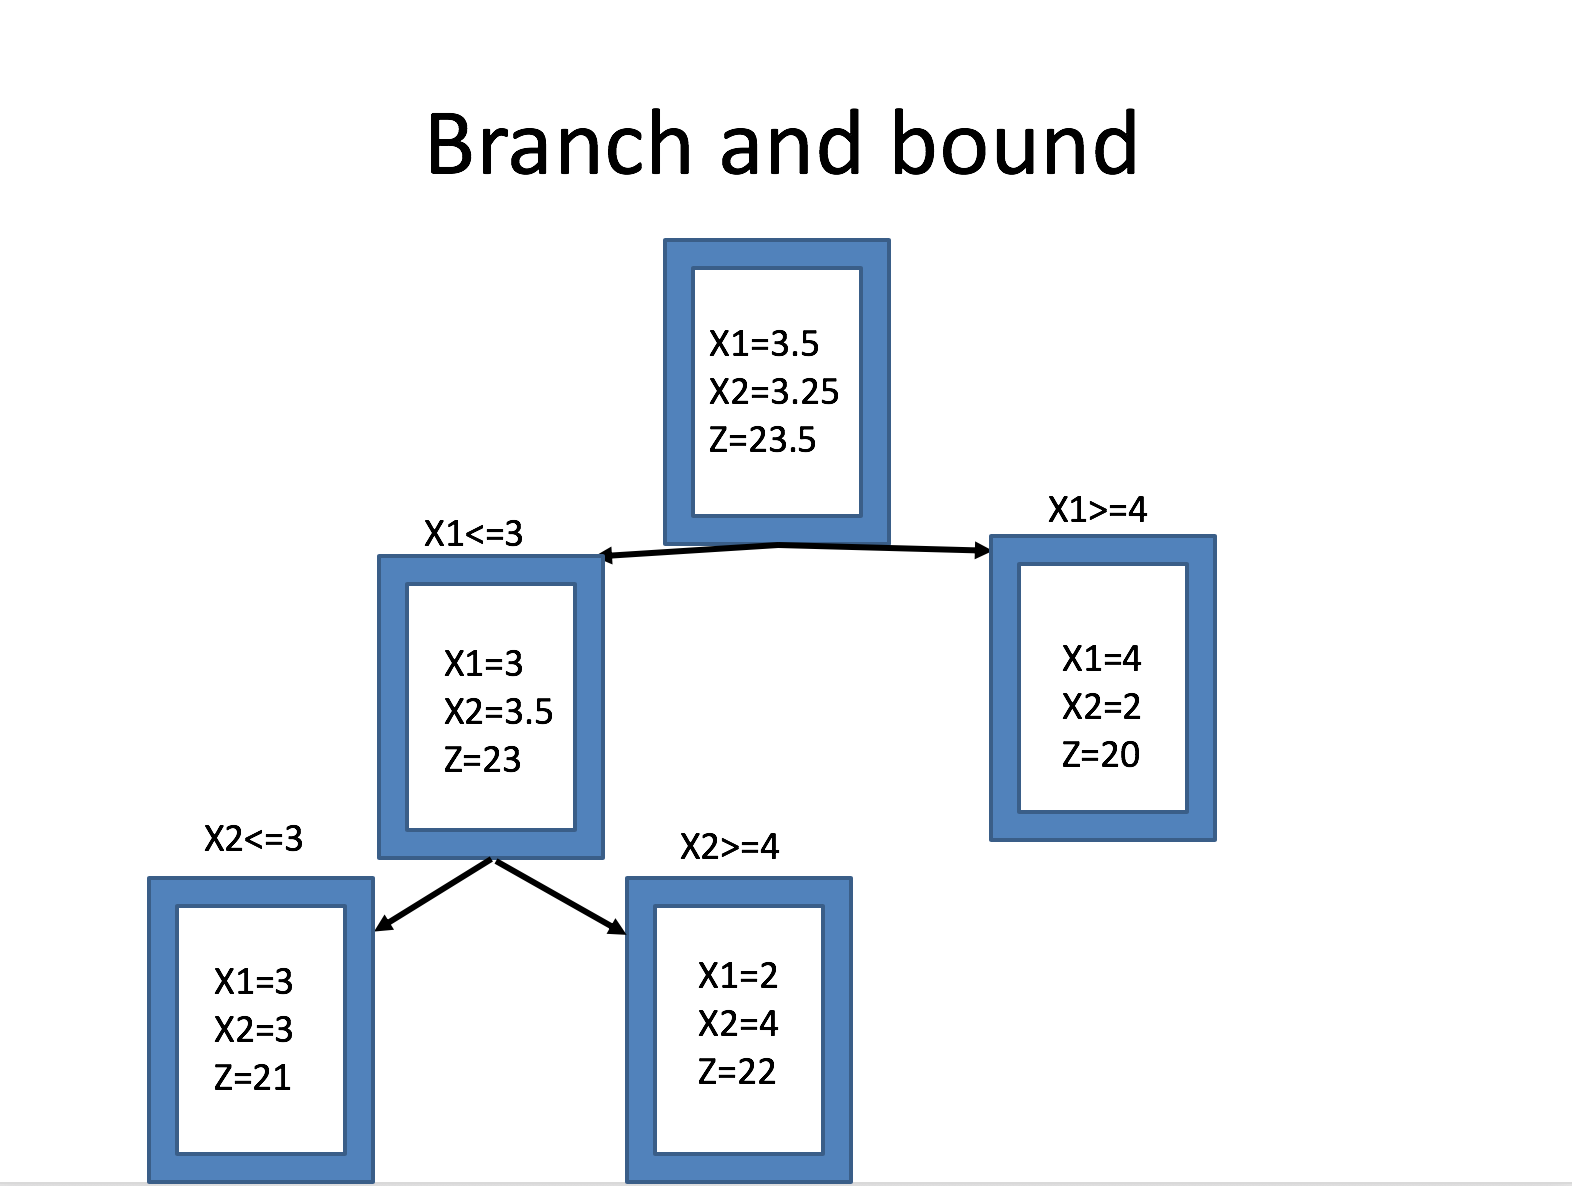 Branch and bound
X1=3.5
X2=3.25
Z=23.5
X1<=3
X1>=4
X1=3
X2=3.5
Z=23
X1=4
X2=2
Z=20
X2<=3
X2>=4
X1=3
X2=3
Z=21
X1=2
X2=4
Z=22